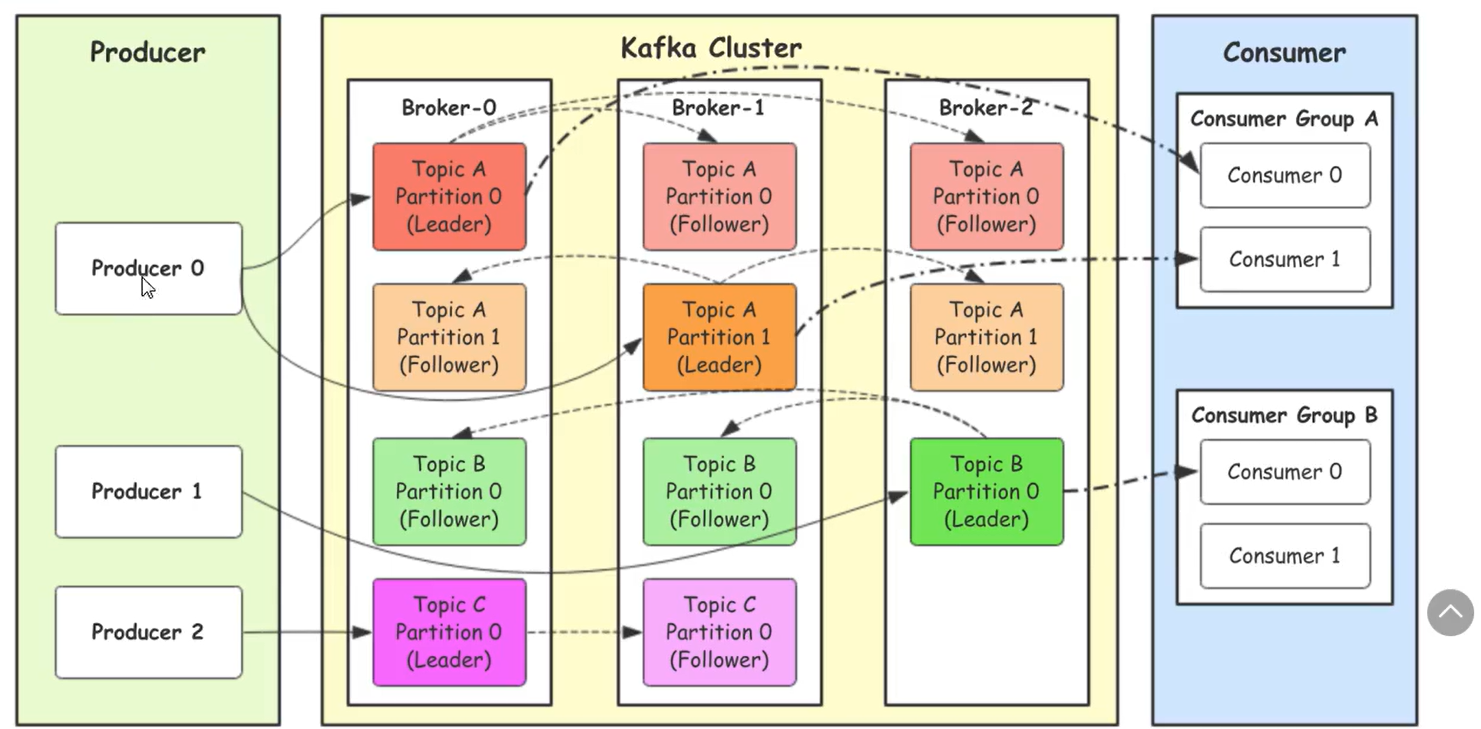 Producer
Kafka Cluster
Consumer
Producer 0
Producer 1
Producer 2
Broker-0
Topic A
Partition 0
(Leader)
Topic A
Partition 1
(Follower)
Topic B
Partition 0
(Follower)
Topic C
Partition 0
(Leader)
Broker-1
Topic A
Partition 0
(Follower)
Topic A
Partition 1
(Leader)
Topic B
Partition 0
(Follower)
Topic C
Partition 0
(Follower)
Broker-2
Topic A
Partition 0
(Follower)
Topic A
Partition 1
(Follower)
Topic B
Partition 0
(Leader)
Consumer Group A
Consumer 0
Consumer 1
Consumer Group B
Consumer 0
Consumer 1